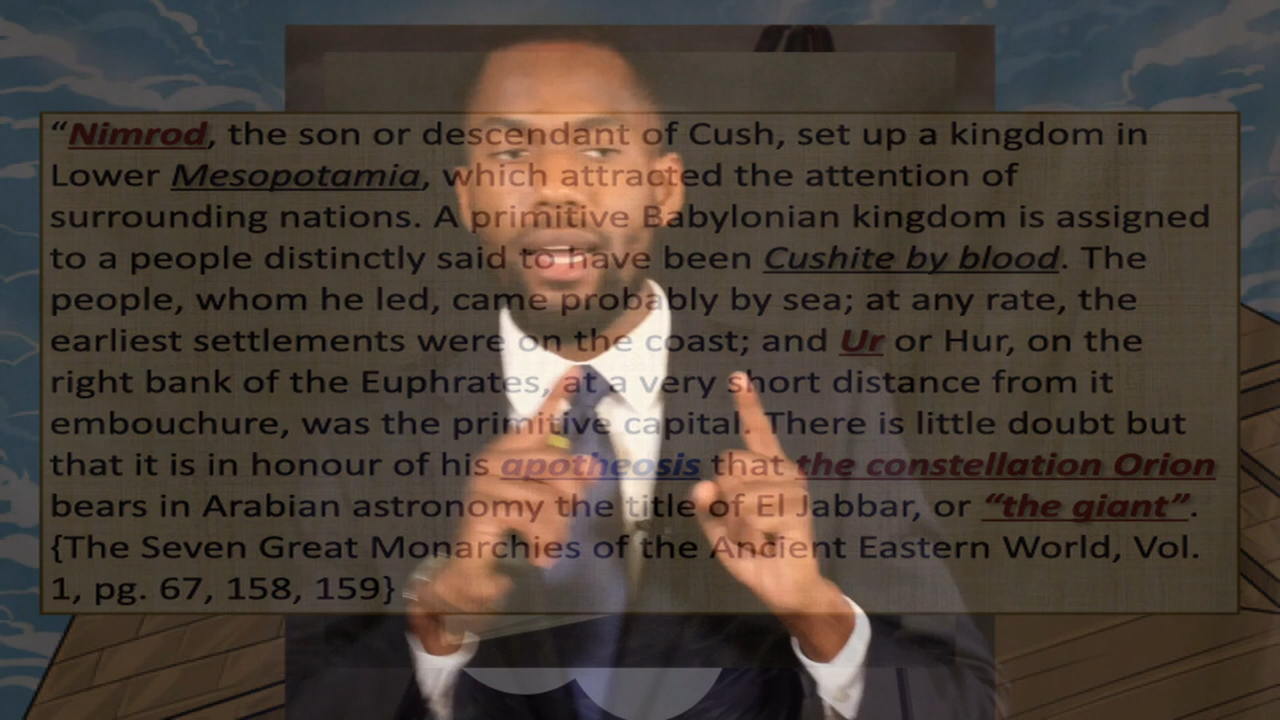 “Nimrod, the son or descendant of Cush, set up a kingdom in
Lower Mesopotamia, which attracted the attention of
surrounding nations. A primitive Babylonian kingdom is assigned
to a people distinctly said to have been Cushite by blood. The
people, whom he led, came probably by sea; at any rate, the
earliest settlements were on the coast; and Ur or Hur, on the
right bank of the Euphrates, at a very short distance from it
embouchure, was the primitive capital. There is little doubt but
that it is in honour of his apotheosis that the constellation Orion
bears in Arabian astronomy the title of El Jabbar, or “the giant”.
{The Seven Great Monarchies of the Ancient Eastern World, Vol.
1, pg. 67, 158, 159}